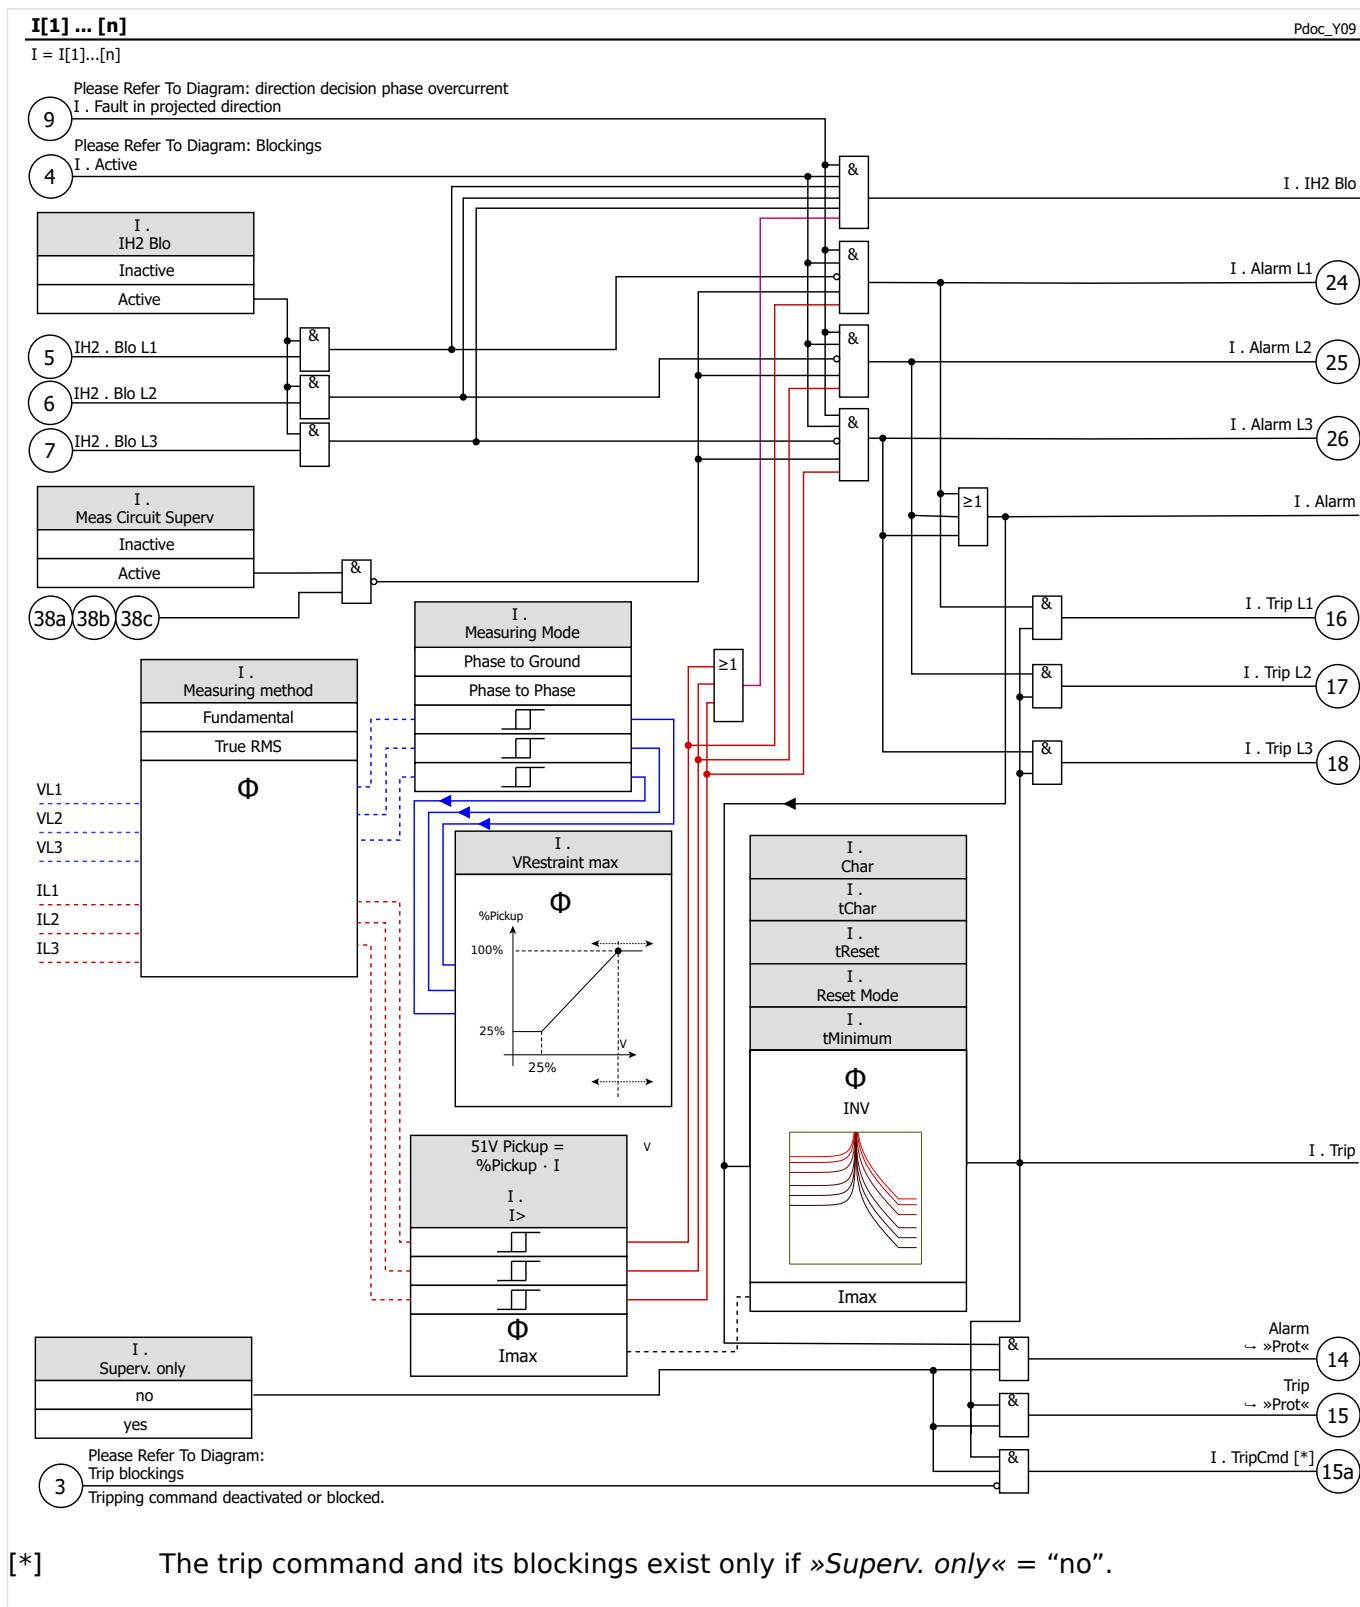 I[1] ... [n]
Pdoc_Y09
I = I[1]...[n]
Please Refer To Diagram: direction decision phase overcurrent
9
I . Fault in projected direction
Please Refer To Diagram: Blockings
4
I . Active
&
I . IH2 Blo
I .
IH2 Blo
Inactive
Active
&
I . Alarm L1
24
5
IH2 . Blo L1
&
&
I . Alarm L2
25
6
IH2 . Blo L2
&
7
IH2 . Blo L3
&
&
I . Alarm L3
26
I .
Meas Circuit Superv
Inactive
Active
&
≥1
I . Alarm
38a
38b
38c
I .
Measuring Mode
Phase to Ground
Phase to Phase
&
I . Trip L1
16
≥1
&
I . Trip L2
17
I .
Measuring method
Fundamental
True RMS
Φ
&
I . Trip L3
18
VL1
VL2
VL3
IL1
IL2
IL3
I .
VRestraint max
Φ
%Pickup
100%
25%
V
25%
I .
Char
I .
tChar
I .
tReset
I .
Reset Mode
I .
tMinimum
Φ
INV
Imax
I . Trip
51V Pickup =
%Pickup · I
V
I .
I>
Φ
Imax
I .
Superv. only
no
yes
&
Alarm
↪ »Prot«
14
&
Trip
↪ »Prot«
15
&
I . TripCmd [*]
15a
Please Refer To Diagram:
Trip blockings
3
Tripping command deactivated or blocked.
[*] The trip command and its blockings exist only if »Superv. only« = “no”.